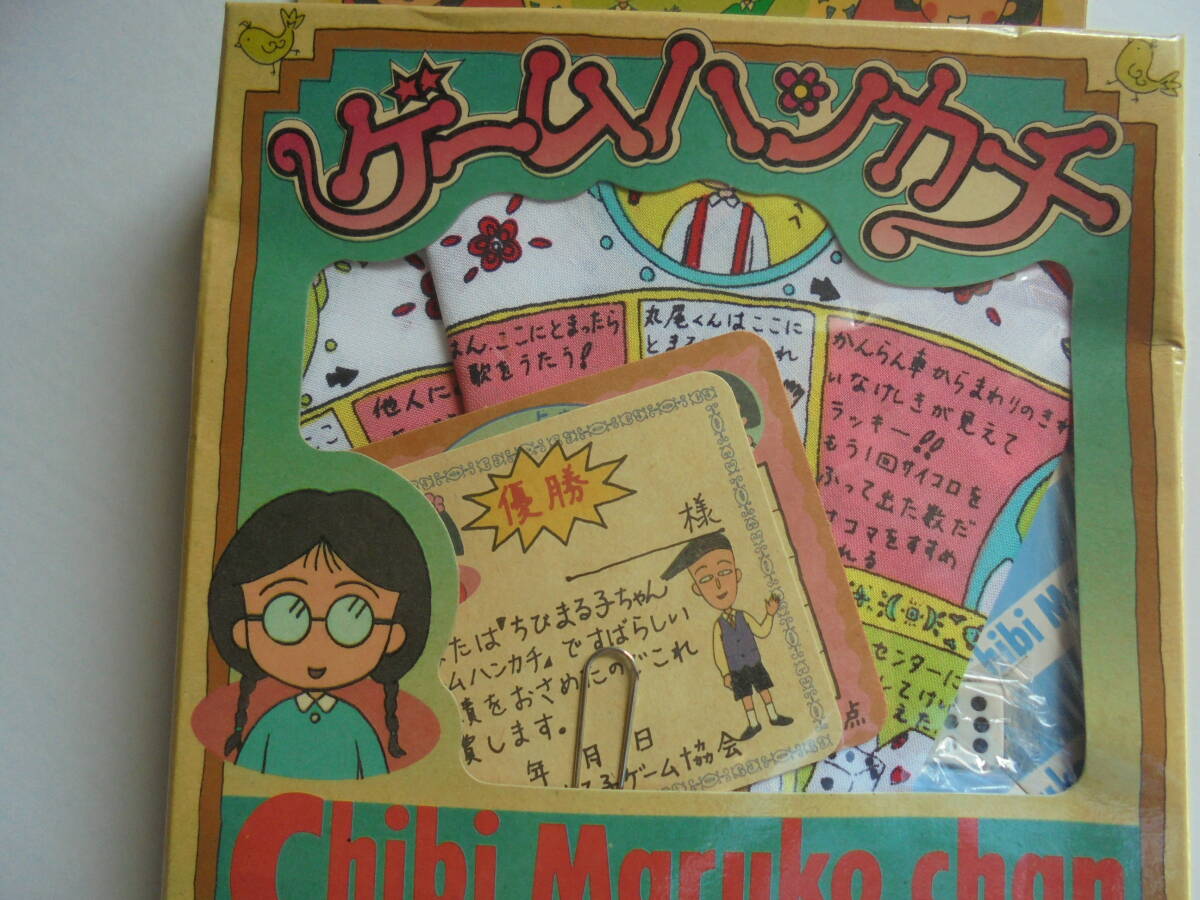 ゲームハンカチ
ん、ここにとまったら
歌をうたう!
丸尾くんはここに
かんらん車からまわりのきれ
いなけしきが見えて
ラッキー!!
もう1回サイコロを
ふって出た数だ
コマをすすめ
れる
他人に
優勝
様
たは『ちびまる子ちゃん
ムハンカチ』ですばらしい
績をおさめたのでこれ
賞します。
年 月 日
ゲーム協会
点
センターに
hibi M
Chibi Maruko chan